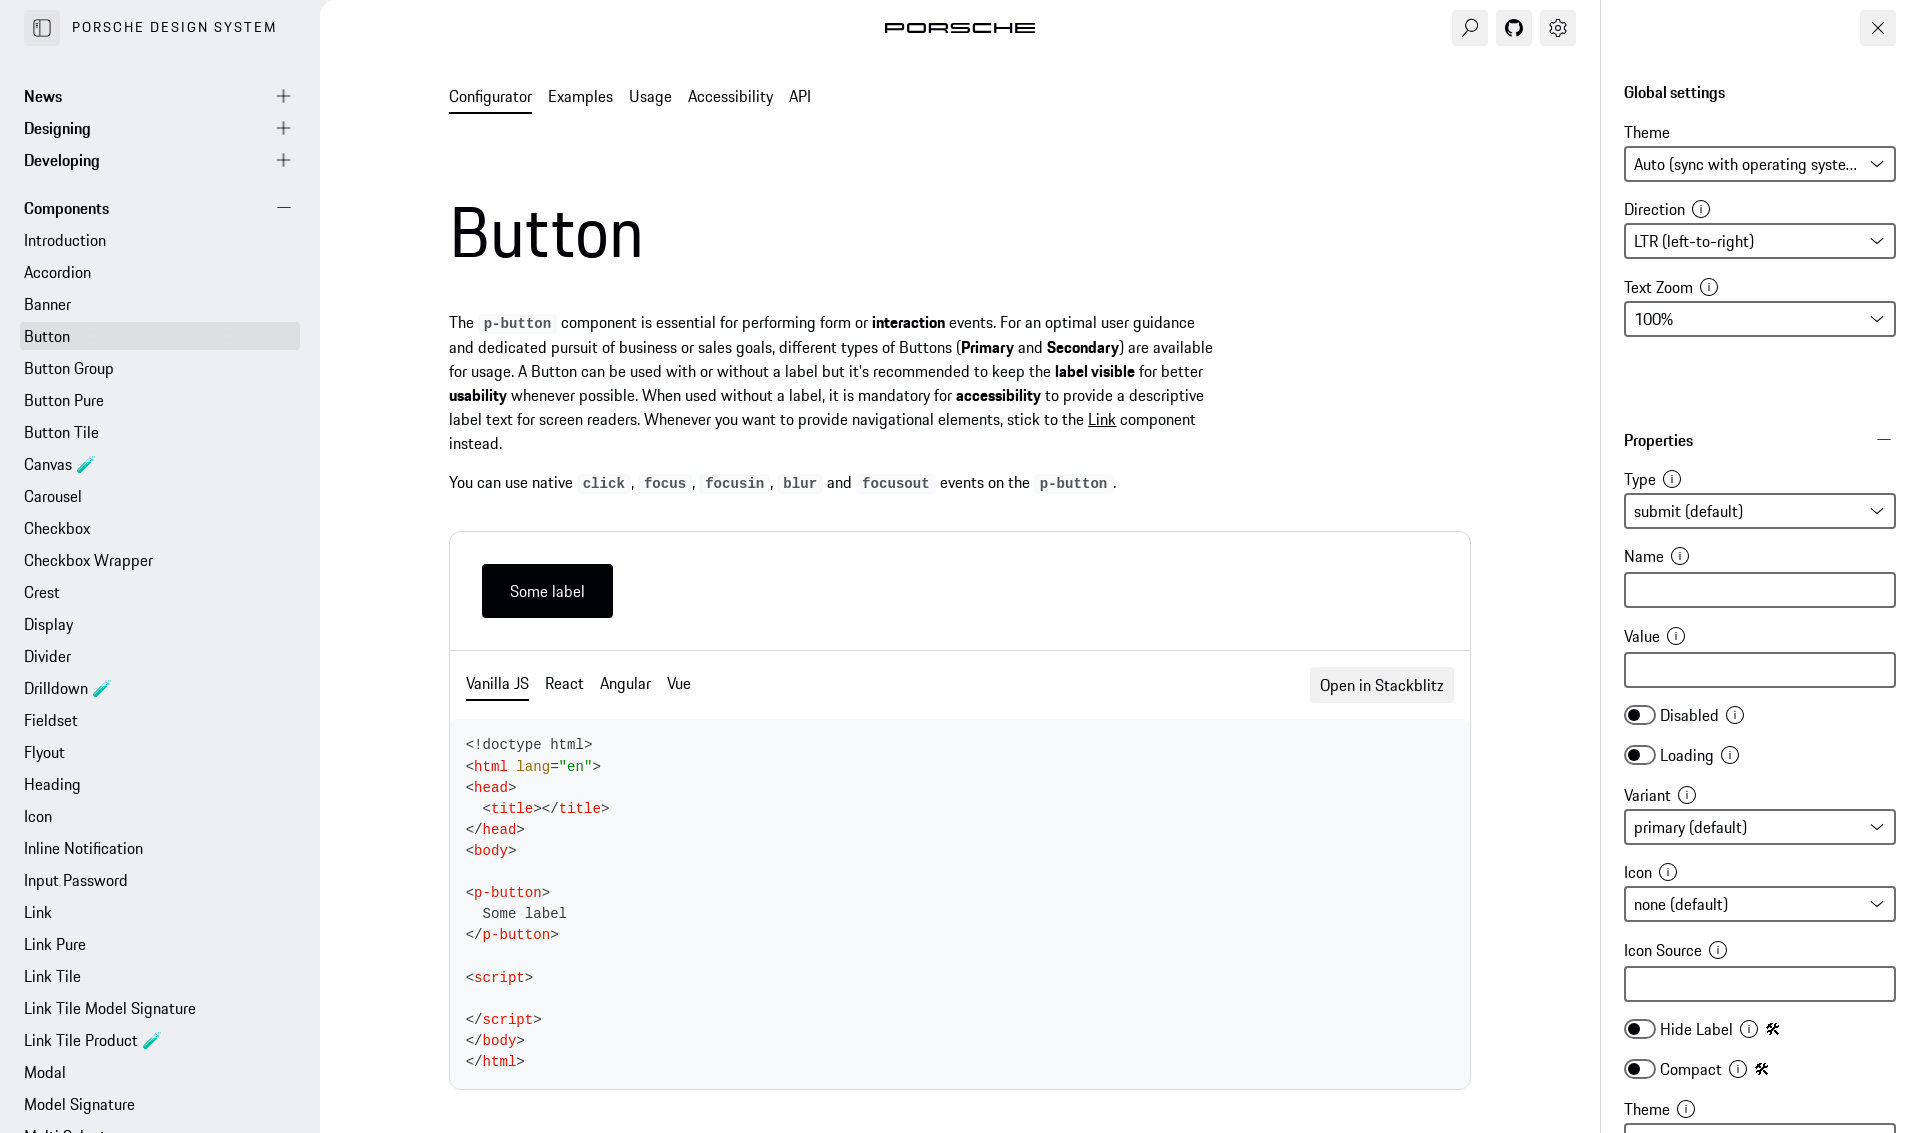 PORSCHE DESIGN SYSTEM
News
Designing
Developing
Components
Introduction
Accordion
Banner
Button
Button Group
Button Pure
Button Tile
Canvas 🧪
Carousel
Checkbox
Checkbox Wrapper
Crest
Display
Divider
Drilldown 🧪
Fieldset
Flyout
Heading
Icon
Inline Notification
Input Password
Link
Link Pure
Link Tile
Link Tile Model Signature
Link Tile Product 🧪
Modal
Model Signature
PORSCHE
Configurator Examples Usage Accessibility API
Button
The p-button component is essential for performing form or interaction events. For an optimal user guidance
and dedicated pursuit of business or sales goals, different types of Buttons (Primary and Secondary) are available
for usage. A Button can be used with or without a label but it's recommended to keep the label visible for better
usability whenever possible. When used without a label, it is mandatory for accessibility to provide a descriptive
label text for screen readers. Whenever you want to provide navigational elements, stick to the Link component
instead.
You can use native click, focus, focusin, blur and focusout events on the p-button.
Some label
Vanilla JS React Angular Vue
Open in Stackblitz
<!doctype html>
<html lang="en">
<head>
  <title></title>
</head>
<body>
<p-button>
  Some label
</p-button>
<script>
</script>
</body>
</html>
Global settings
Theme
Auto (sync with operating syste...
Direction
LTR (left-to-right)
Text Zoom
100%
Properties
Type
submit (default)
Name
Value
Disabled
Loading
Variant
primary (default)
Icon
none (default)
Icon Source
Hide Label 🛠
Compact 🛠
Theme